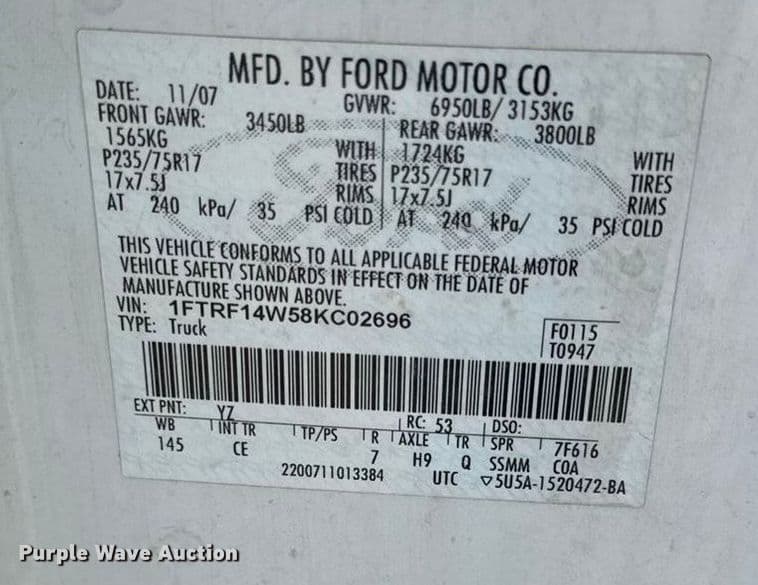 MFD. BY FORD MOTOR CO.
DATE: 11/07 GVWR: 6950LB/ 3153KG
FRONT GAWR: 3450LB REAR GAWR: 3800LB
1565KG WITH 1724KG WITH
P235/75R17 TIRES P235/75R17 TIRES
17x7.5J RIMS 17x7.5J RIMS
AT 240 kPa/ 35 PSI COLD AT 240 kPa/ 35 PSI COLD
Ford
THIS VEHICLE CONFORMS TO ALL APPLICABLE FEDERAL MOTOR
VEHICLE SAFETY STANDARDS IN EFFECT ON THE DATE OF
MANUFACTURE SHOWN ABOVE.
VIN: 1FTRF14W58KC02696
TYPE: Truck
F0115
T0947
EXT PNT: YZ RC: 53 DSO:
WB INT TR TP/PS R AXLE TR SPR 7F616
145 CE 7 H9 Q SSMM COA
2200711013384 UTC ▽5U5A-1520472-BA
Purple Wave Auction